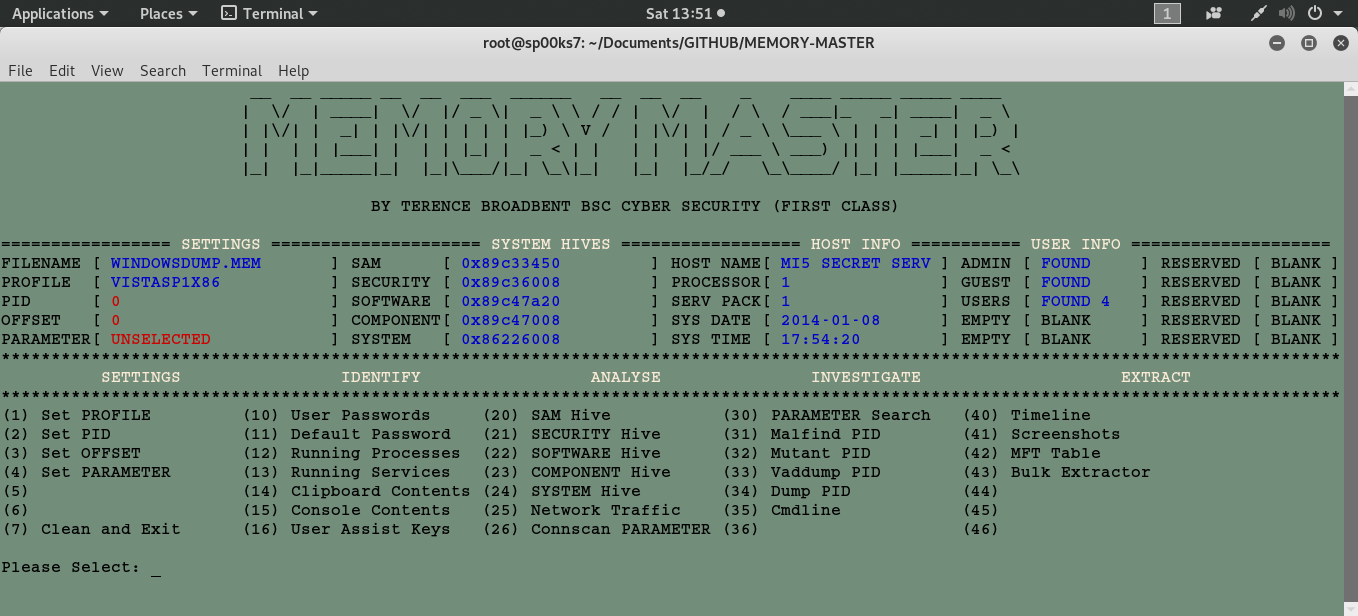 Applications Places Terminal Sat 13:51 1
root@sp00ks7: ~/Documents/GITHUB/MEMORY-MASTER
File Edit View Search Terminal Help
MEMORY MASTER
BY TERENCE BROADBENT BSC CYBER SECURITY (FIRST CLASS)
================= SETTINGS ===================== SYSTEM HIVES ================== HOST INFO =========== USER INFO ====================
FILENAME [ WINDOWSDUMP.MEM ] SAM [ 0x89c33450 ] HOST NAME[ MI5 SECRET SERV ] ADMIN [ FOUND ] RESERVED [ BLANK ]
PROFILE [ VISTASP1X86 ] SECURITY [ 0x89c36008 ] PROCESSOR[ 1 ] GUEST [ FOUND ] RESERVED [ BLANK ]
PID [ 0 ] SOFTWARE [ 0x89c47a20 ] SERV PACK[ 1 ] USERS [ FOUND 4 ] RESERVED [ BLANK ]
OFFSET [ 0 ] COMPONENT[ 0x89c47008 ] SYS DATE [ 2014-01-08 ] EMPTY [ BLANK ] RESERVED [ BLANK ]
PARAMETER[ UNSELECTED ] SYSTEM [ 0x86226008 ] SYS TIME [ 17:54:20 ] EMPTY [ BLANK ] RESERVED [ BLANK ]
**************************************************************************************************************************************
SETTINGS IDENTIFY ANALYSE INVESTIGATE EXTRACT
**************************************************************************************************************************************
(1) Set PROFILE (10) User Passwords (20) SAM Hive (30) PARAMETER Search (40) Timeline
(2) Set PID (11) Default Password (21) SECURITY Hive (31) Malfind PID (41) Screenshots
(3) Set OFFSET (12) Running Processes (22) SOFTWARE Hive (32) Mutant PID (42) MFT Table
(4) Set PARAMETER (13) Running Services (23) COMPONENT Hive (33) Vaddump PID (43) Bulk Extractor
(5) (14) Clipboard Contents (24) SYSTEM Hive (34) Dump PID (44)
(6) (15) Console Contents (25) Network Traffic (35) Cmdline (45)
(7) Clean and Exit (16) User Assist Keys (26) Connscan PARAMETER (36) (46)
Please Select: _